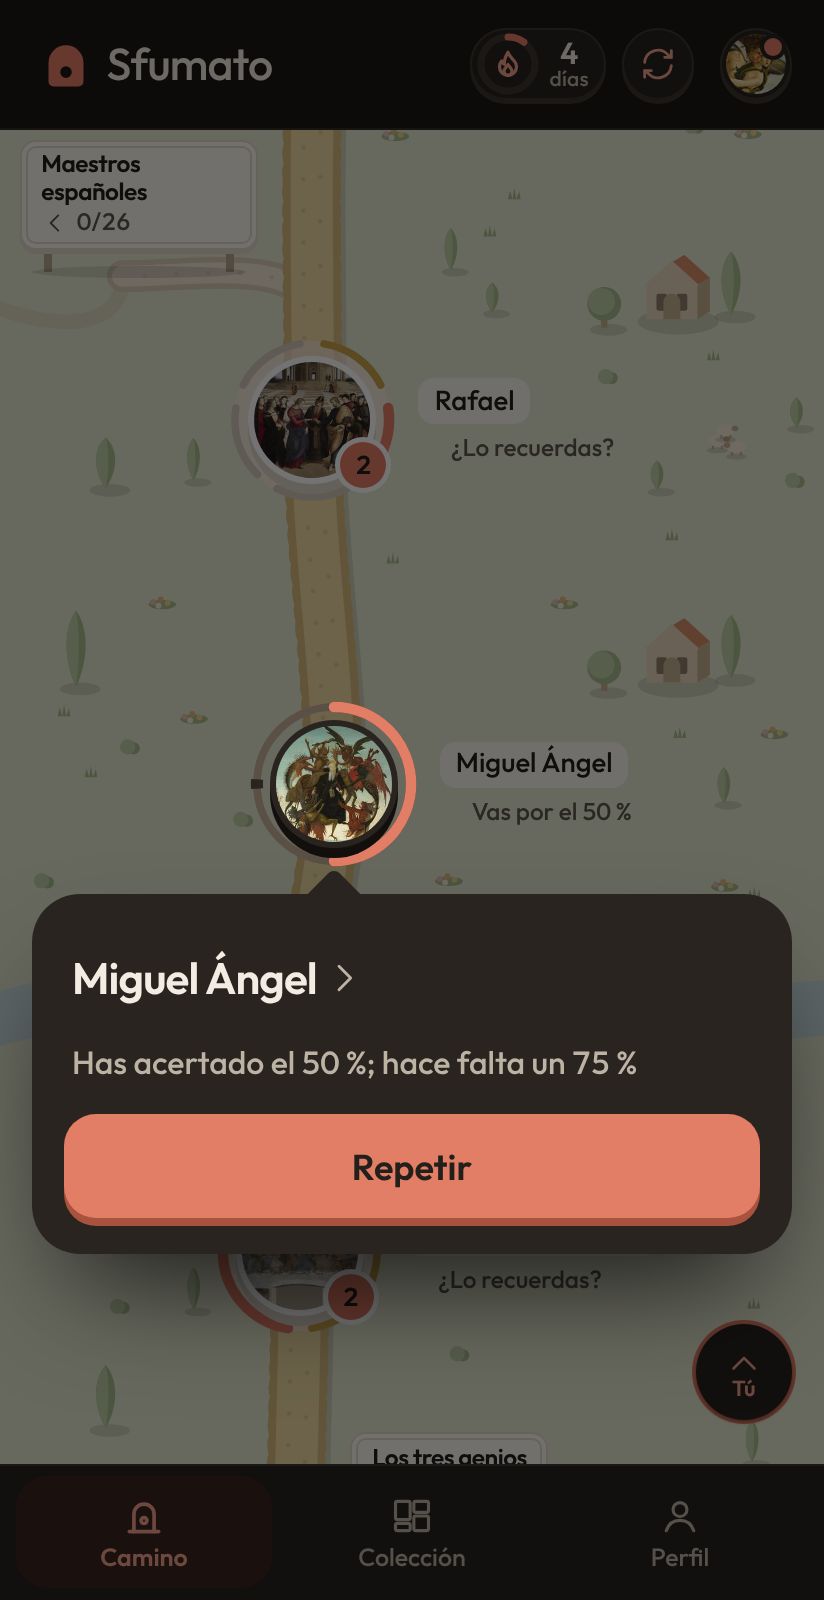 Sfumato
4
días
Maestros
españoles
0/26
Rafael
¿Lo recuerdas?
2
Miguel Ángel
Vas por el 50 %
Miguel Ángel
Has acertado el 50 %; hace falta un 75 %
Repetir
¿Lo recuerdas?
2
Tú
Los tres genios
Camino
Colección
Perfil